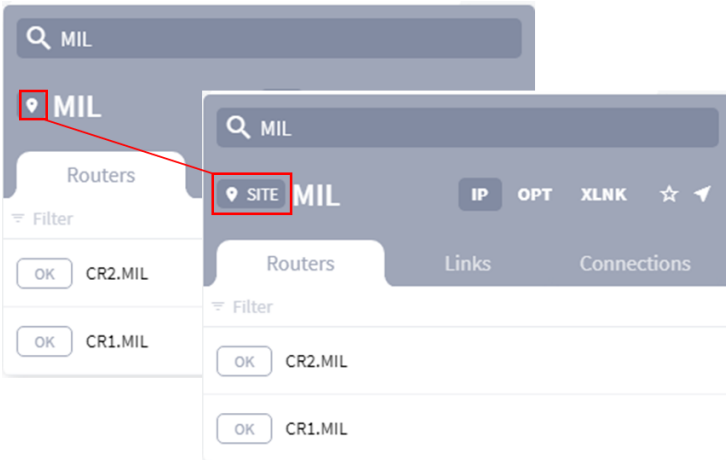 MIL
MIL
Routers
Filter
OK CR2.MIL
OK CR1.MIL
MIL
SITE MIL IP OPT XLNK
Routers Links Connections
Filter
OK CR2.MIL
OK CR1.MIL